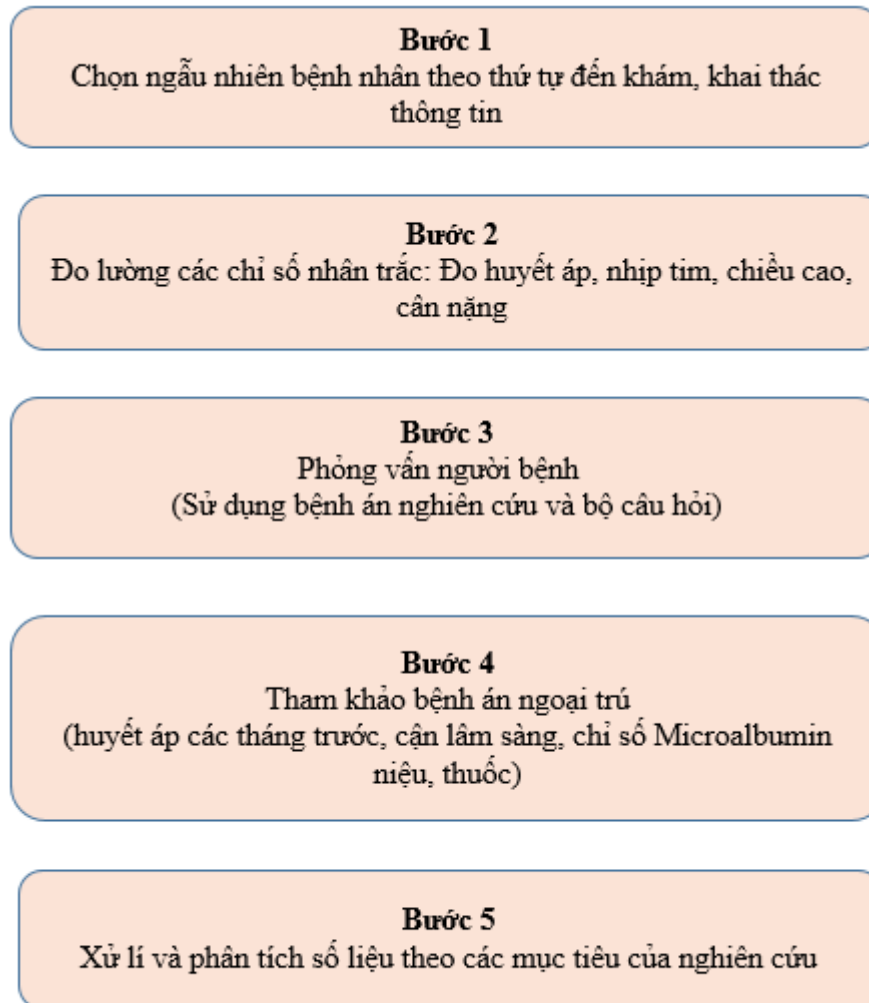 Bước 1
Chọn ngẫu nhiên bệnh nhân theo thứ tự đến khám, khai thác
thông tin
Bước 2
Đo lường các chỉ số nhân trắc: Đo huyết áp, nhịp tim, chiều cao,
cân nặng
Bước 3
Phỏng vấn người bệnh
(Sử dụng bệnh án nghiên cứu và bộ câu hỏi)
Bước 4
Tham khảo bệnh án ngoại trú
(huyết áp các tháng trước, cận lâm sàng, chỉ số Microalbumin
niệu, thuốc)
Bước 5
Xử lí và phân tích số liệu theo các mục tiêu của nghiên cứu